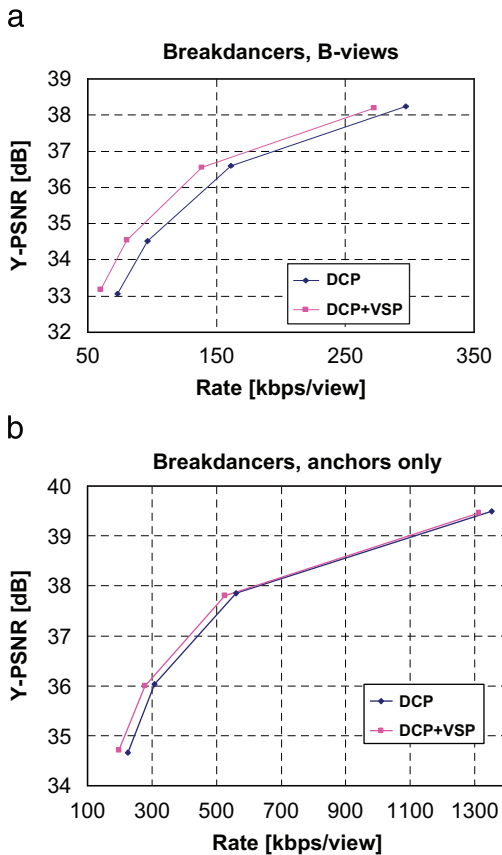 a
Breakdancers, B-views
39
38
37
36
35
34
33
32
Y-PSNR [dB]
DCP
DCP+VSP
50 150 250 350
Rate [kbps/view]
b
Breakdancers, anchors only
40
39
38
37
36
35
34
Y-PSNR [dB]
DCP
DCP+VSP
100 300 500 700 900 1100 1300
Rate [kbps/view]